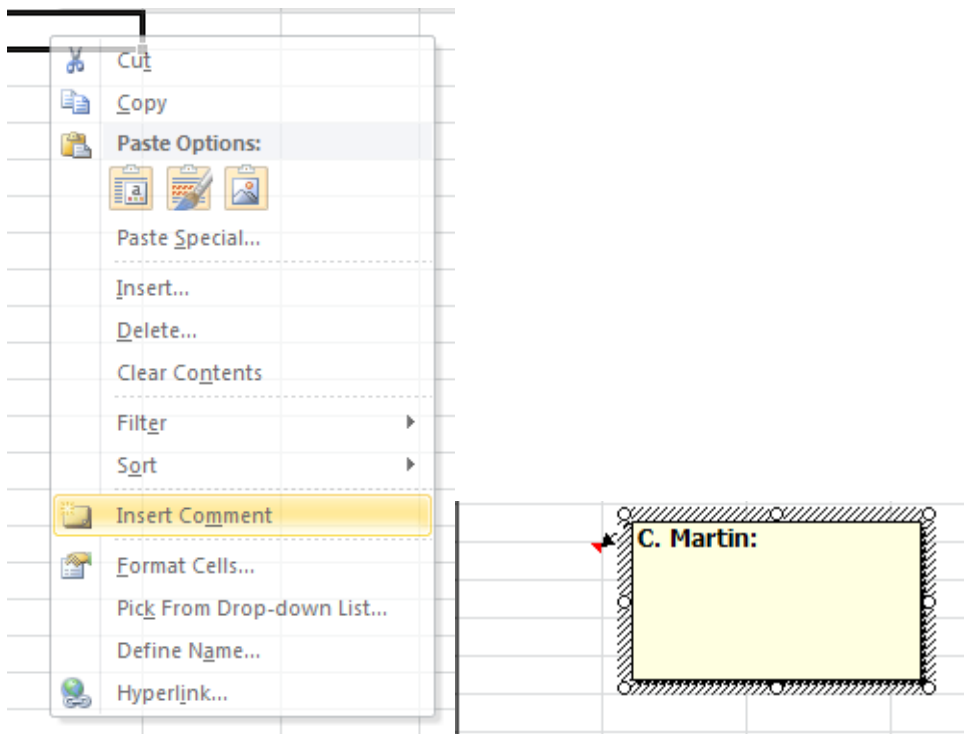 Cut
Copy
Paste Options:
a
Paste Special...
Insert...
Delete...
Clear Contents
Filter
Sort
Insert Comment
Format Cells...
Pick From Drop-down List...
Define Name...
Hyperlink...
C. Martin: